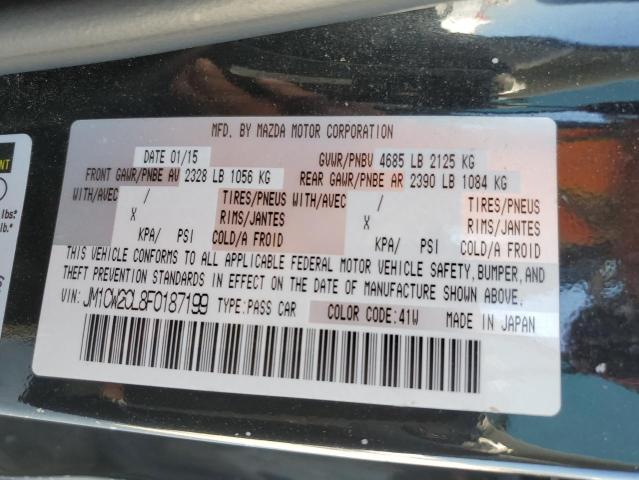 MFD. BY MAZDA MOTOR CORPORATION
DATE 01/15 GVWR/PNBV 4685 LB 2125 KG
FRONT GAWR/PNBE AV 2328 LB 1056 KG REAR GAWR/PNBE AR 2390 LB 1084 KG
WITH/AVEC / TIRES/PNEUS WITH/AVEC / TIRES/PNEUS
X RIMS/JANTES X RIMS/JANTES
KPA/ PSI COLD/A FROID KPA/ PSI COLD/A FROID
THIS VEHICLE CONFORMS TO ALL APPLICABLE FEDERAL MOTOR VEHICLE SAFETY, BUMPER, AND
THEFT PREVENTION STANDARDS IN EFFECT ON THE DATE OF MANUFACTURE SHOWN ABOVE.
VIN: JM1CW2CL8F0187199 TYPE:PASS CAR COLOR CODE:41W MADE IN JAPAN
lbs.
lb.